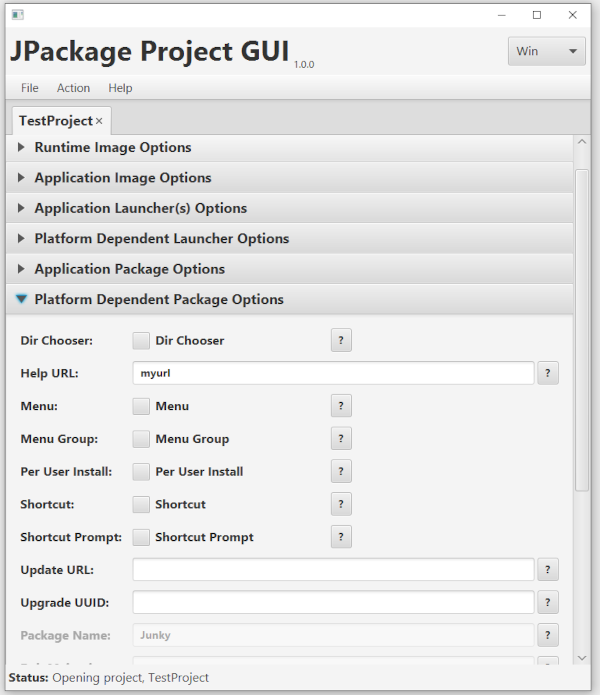 JPackage Project GUI 1.0.0
Win
File Action Help
TestProject
Runtime Image Options
Application Image Options
Application Launcher(s) Options
Platform Dependent Launcher Options
Application Package Options
Platform Dependent Package Options
Dir Chooser: Dir Chooser ?
Help URL: myurl ?
Menu: Menu ?
Menu Group: Menu Group ?
Per User Install: Per User Install ?
Shortcut: Shortcut ?
Shortcut Prompt: Shortcut Prompt ?
Update URL: ?
Upgrade UUID: ?
Package Name: Junky ?
Status: Opening project, TestProject